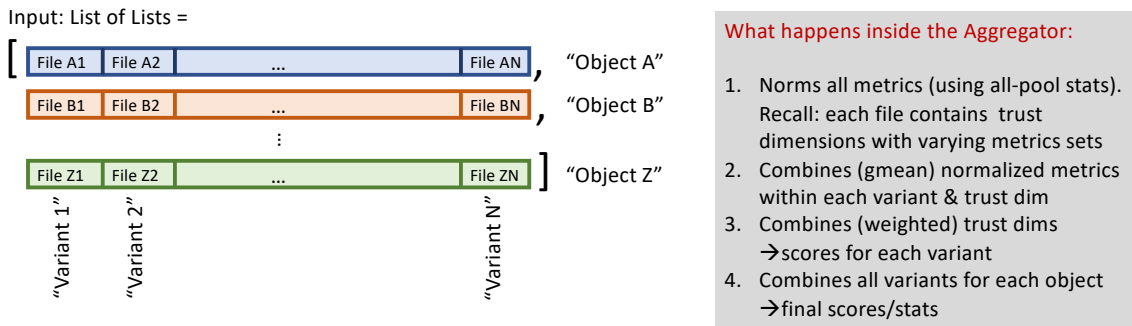 Input: List of Lists =
[ File A1 File A2 ... File AN , “Object A”
File B1 File B2 ... File BN , “Object B”
...
File Z1 File Z2 ... File ZN ] “Object Z”
“Variant 1” “Variant 2” “Variant N”
What happens inside the Aggregator:
1. Norms all metrics (using all-pool stats).
Recall: each file contains trust
dimensions with varying metrics sets
2. Combines (gmean) normalized metrics
within each variant & trust dim
3. Combines (weighted) trust dims
→scores for each variant
4. Combines all variants for each object
→final scores/stats